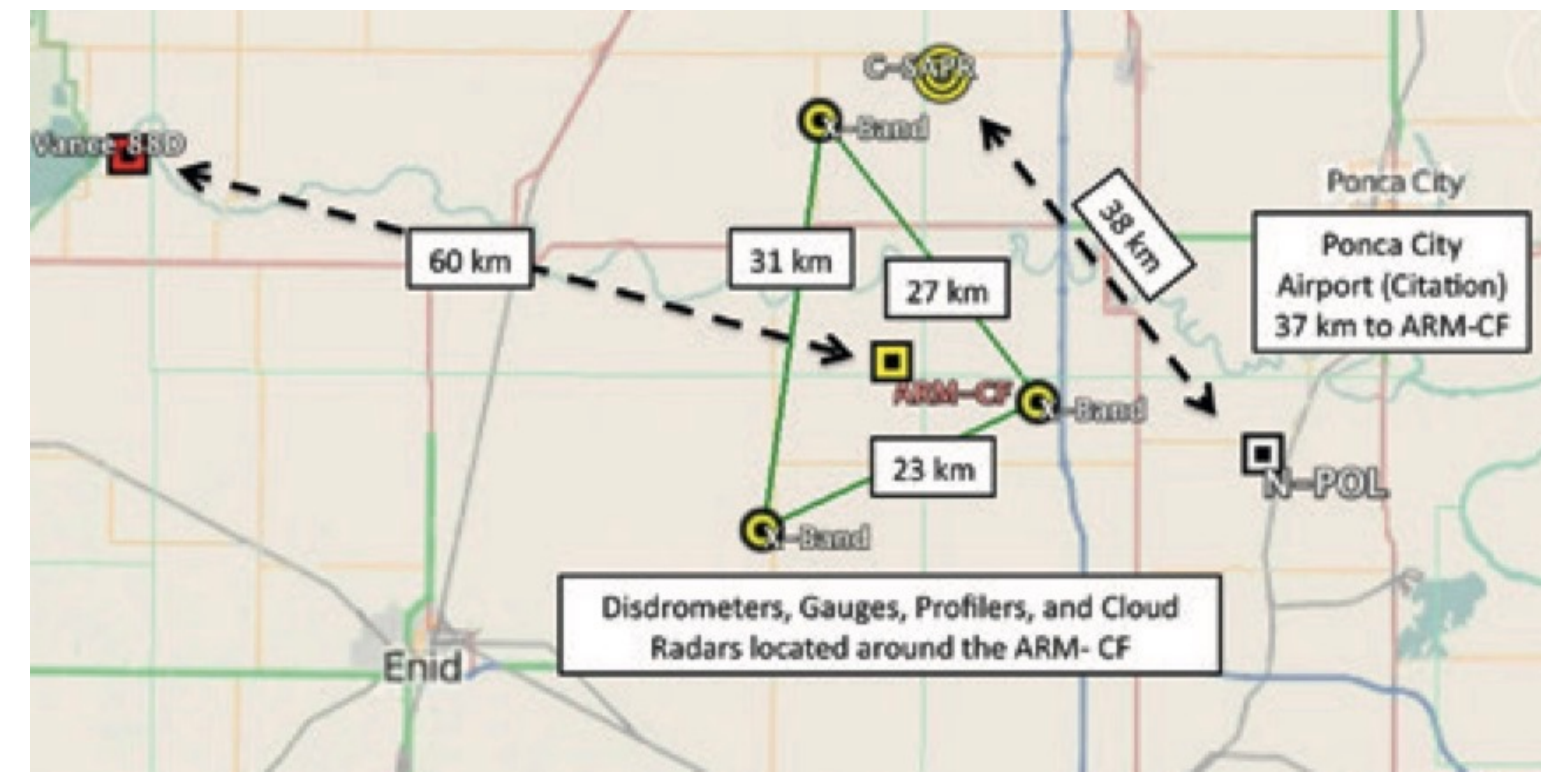 C-SAPR
X-Band
Vance 88D
Ponca City
38 km
Ponca City
Airport (Citation)
37 km to ARM-CF
60 km
31 km
27 km
ARM-CF
X-Band
23 km
N-POL
X-Band
Disdrometers, Gauges, Profilers, and Cloud
Radars located around the ARM- CF
Enid